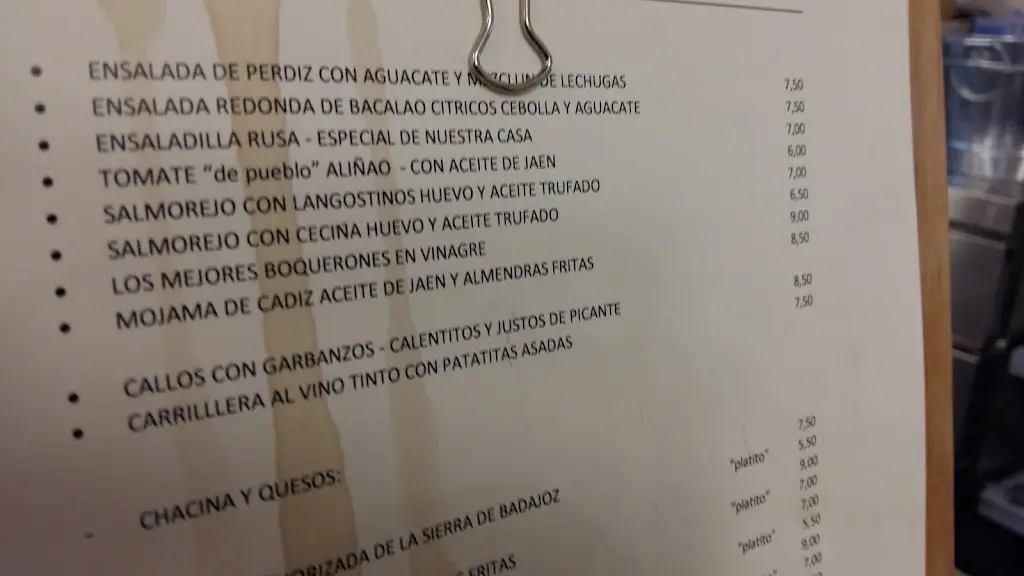 ENSALADA DE PERDIZ CON AGUACATE Y MEZCLUN DE LECHUGAS 7,50
ENSALADA REDONDA DE BACALAO CITRICOS CEBOLLA Y AGUACATE 7,50
ENSALADILLA RUSA - ESPECIAL DE NUESTRA CASA 7,00
TOMATE "de pueblo" ALIÑAO - CON ACEITE DE JAEN 6,00
SALMOREJO CON LANGOSTINOS HUEVO Y ACEITE TRUFADO 7,00
SALMOREJO CON CECINA HUEVO Y ACEITE TRUFADO 6,50
LOS MEJORES BOQUERONES EN VINAGRE 9,00
MOJAMA DE CADIZ ACEITE DE JAEN Y ALMENDRAS FRITAS 8,50
CALLOS CON GARBANZOS - CALENTITOS Y JUSTOS DE PICANTE 8,50
CARRILLLERA AL VINO TINTO CON PATATITAS ASADAS 7,50
- CHACINA Y QUESOS:
7,50
"platito" 5,50
9,00
"platito" 7,00
7,00
"platito" 5,50
9,00
"platito" 7,00
DE LA SIERRA DE BADAJOZ
FRITAS